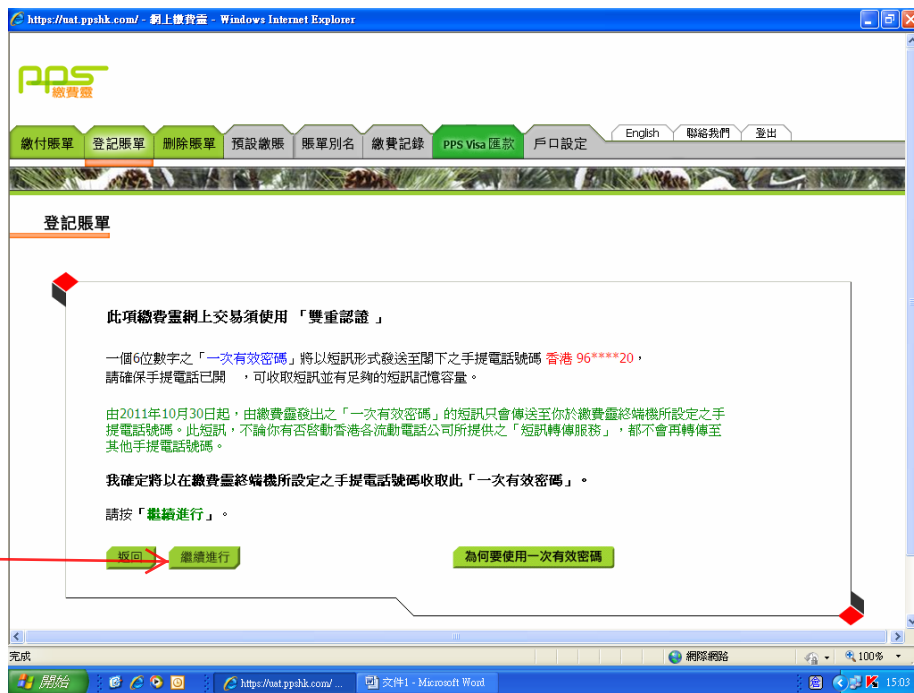 https://uat.ppshk.com/ - 網上繳費靈 - Windows Internet Explorer
pps
繳費靈
繳付賬單 登記賬單 刪除賬單 預設繳賬 賬單別名 繳費記錄 PPS Visa 匯款 戶口設定 English 聯絡我們 登出
登記賬單
此項繳費靈網上交易須使用 「雙重認證 」
一個6位數字之「一次有效密碼」將以短訊形式發送至閣下之手提電話號碼 香港 96****20，
請確保手提電話已開 ，可收取短訊並有足夠的短訊記憶容量。
由2011年10月30日起，由繳費靈發出之「一次有效密碼」的短訊只會傳送至你於繳費靈終端機所設定之手
提電話號碼。此短訊，不論你有否啓動香港各流動電話公司所提供之「短訊轉傳服務」，都不會再轉傳至
其他手提電話號碼。
我確定將以在繳費靈終端機所設定之手提電話號碼收取此「一次有效密碼」。
請按「繼續進行」。
返回 繼續進行 為何要使用一次有效密碼
完成 網際網路 100%
開始 https://uat.ppshk.com/ ... 文件1 - Microsoft Word 15:03